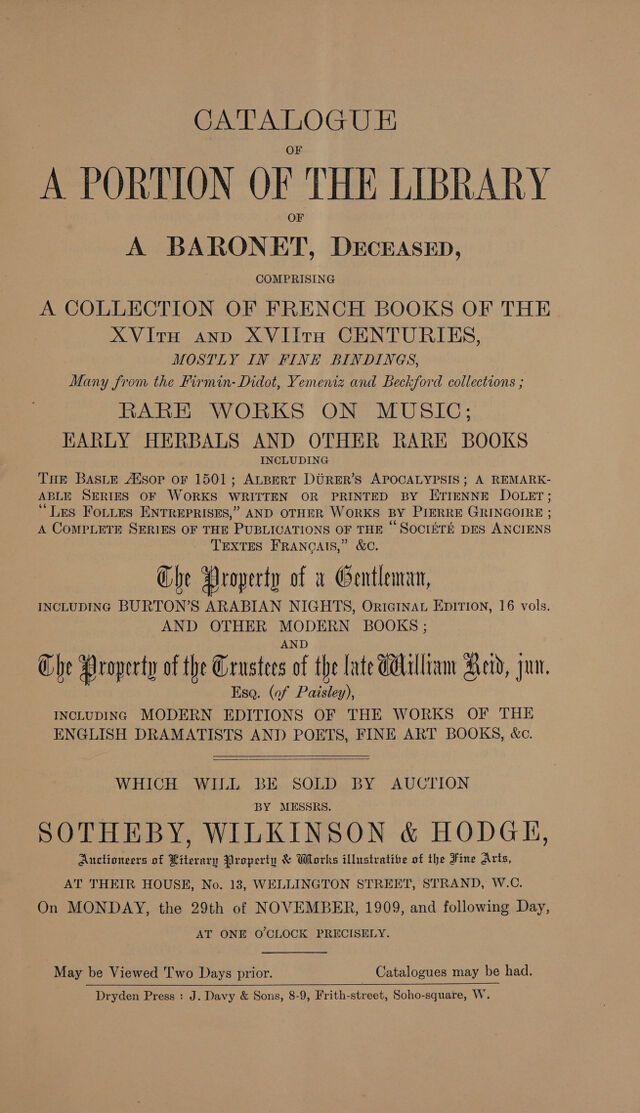 CATALOGUE
OF
A PORTION OF THE LIBRARY
OF
A BARONET, DECEASED,
COMPRISING
A COLLECTION OF FRENCH BOOKS OF THE
XVITH AND XVIITH CENTURIES,
MOSTLY IN FINE BINDINGS,
Many from the Firmin-Didot, Yemeniz and Beckford collections;
RARE WORKS ON MUSIC;
EARLY HERBALS AND OTHER RARE BOOKS
INCLUDING
THE BASLE ÆSOP OF 1501; ALBERT DÜRER'S APOCALYPSIS; A REMARK-
ABLE SERIES OF WORKS WRITTEN OR PRINTED BY ETIENNE DOLET;
"LES FOLLES ENTREPRISES," AND OTHER WORKS BY PIERRE GRINGOIRE;
A COMPLETE SERIES OF THE PUBLICATIONS OF THE "SOCIÉTÉ DES ANCIENS
TEXTES FRANÇAIS," &C.
The Property of a Gentleman,
INCLUDING BURTON'S ARABIAN NIGHTS, ORIGINAL EDITION, 16 vols.
AND OTHER MODERN BOOKS;
AND
The Property of the Trustees of the late William Reid, jun.
ESQ. (of Paisley),
INCLUDING MODERN EDITIONS OF THE WORKS OF THE
ENGLISH DRAMATISTS AND POETS, FINE ART BOOKS, &c.
WHICH WILL BE SOLD BY AUCTION
BY MESSRS.
SOTHEBY, WILKINSON & HODGE,
Auctioneers of Literary Property & Works illustrative of the Fine Arts,
AT THEIR HOUSE, No. 13, WELLINGTON STREET, STRAND, W.C.
On MONDAY, the 29th of NOVEMBER, 1909, and following Day,
AT ONE O'CLOCK PRECISELY.
May be Viewed Two Days prior. Catalogues may be had.
Dryden Press : J. Davy & Sons, 8-9, Frith-street, Soho-square, W.